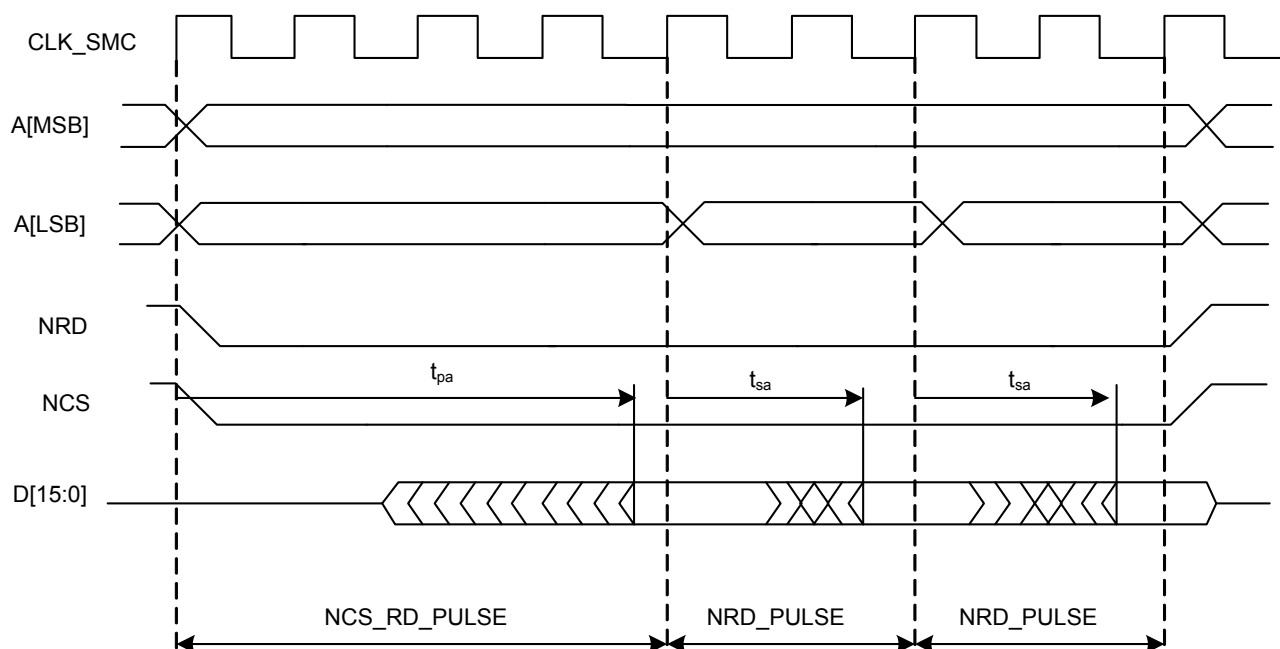 CLK_SMC
A[MSB]
A[LSB]
NRD
tpa
tsa
tsa
NCS
D[15:0]
NCS_RD_PULSE
NRD_PULSE
NRD_PULSE